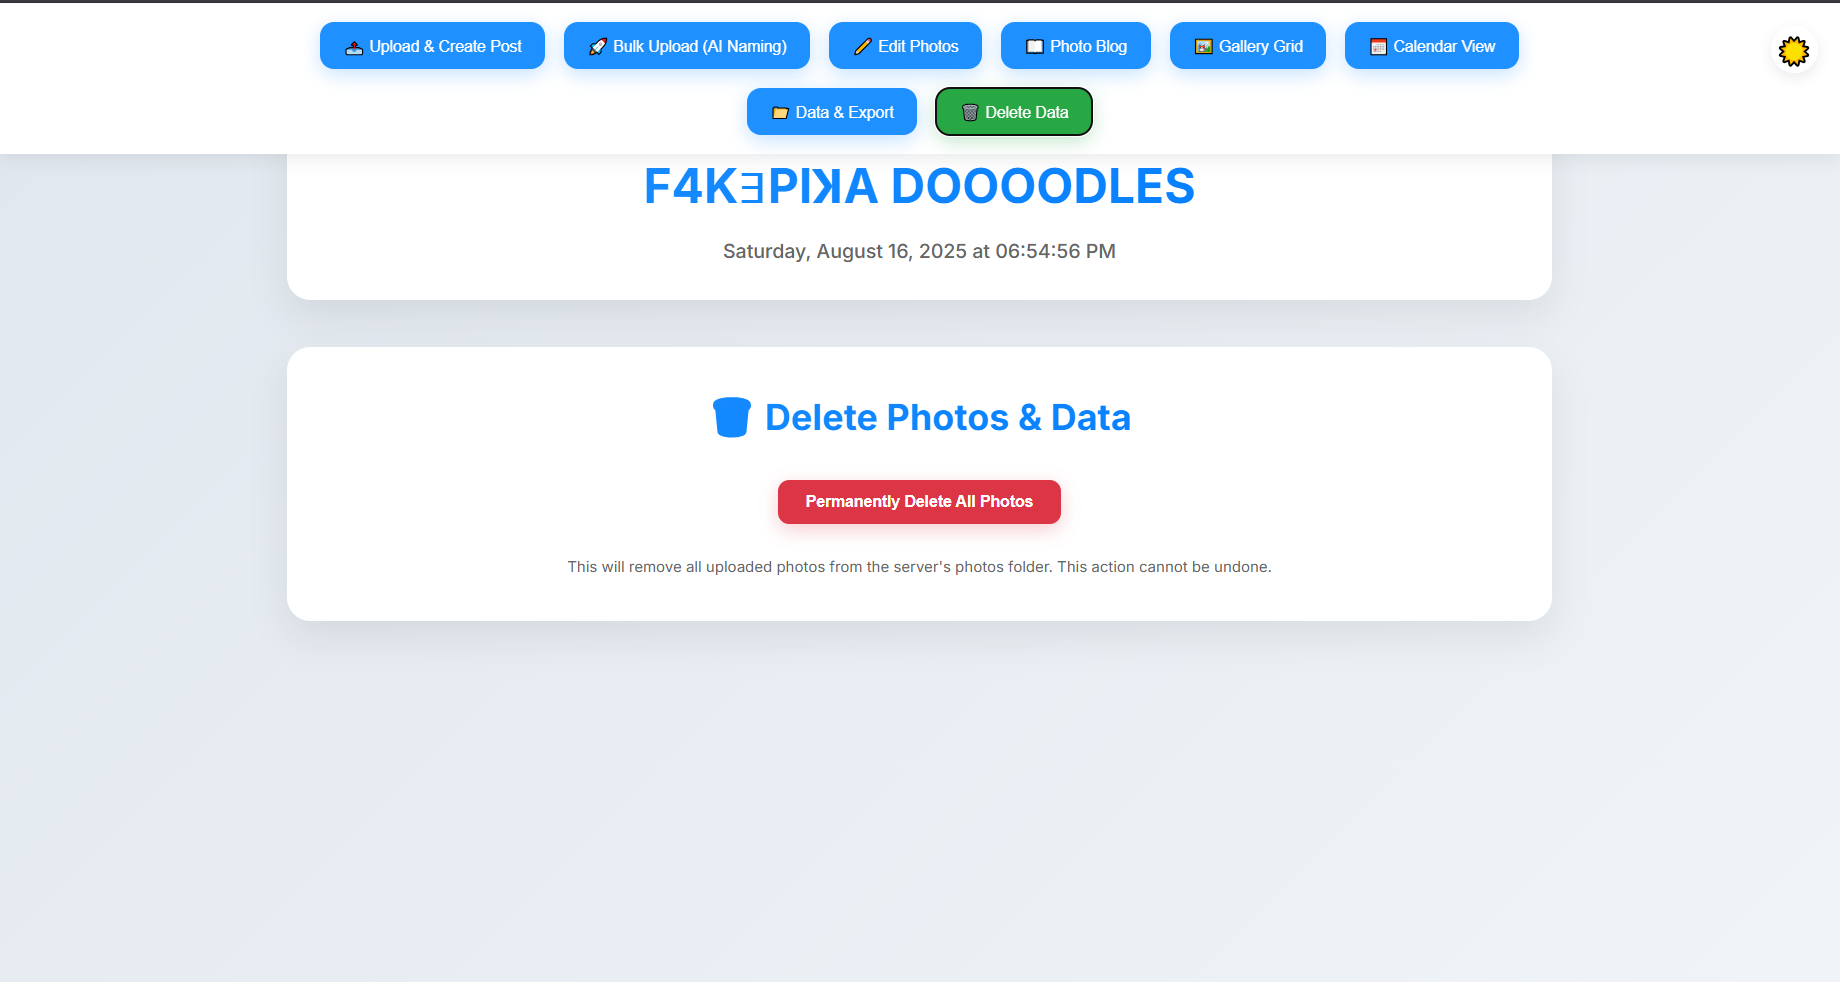 Upload & Create Post
Bulk Upload (AI Naming)
Edit Photos
Photo Blog
Gallery Grid
Calendar View
Data & Export
Delete Data
F4KƎPIꓘA DOOOODLES
Saturday, August 16, 2025 at 06:54:56 PM
Delete Photos & Data
Permanently Delete All Photos
This will remove all uploaded photos from the server's photos folder. This action cannot be undone.